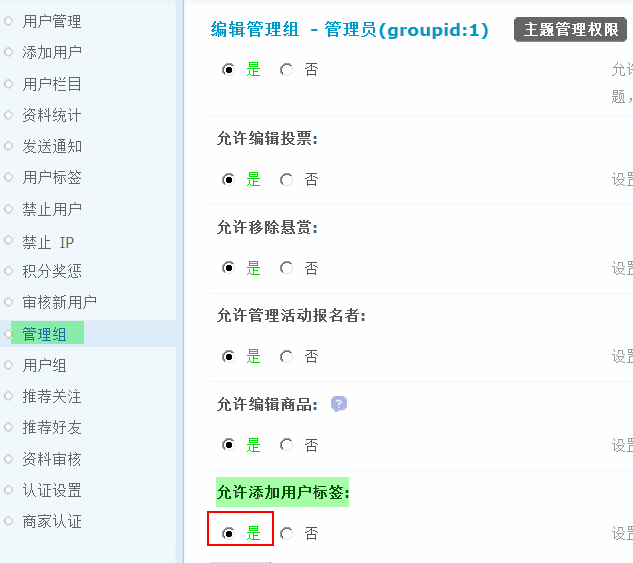 用户管理
添加用户
用户栏目
资料统计
发送通知
用户标签
禁止用户
禁止 IP
积分奖惩
审核新用户
管理组
用户组
推荐关注
推荐好友
资料审核
认证设置
商家认证
编辑管理组 - 管理员(groupid:1) 主题管理权限
是 否 允许
题，
允许编辑投票:
是 否 设置
允许移除悬赏:
是 否 设置
允许管理活动报名者:
是 否 设置
允许编辑商品: ?
是 否 设置
允许添加用户标签:
是 否 设置